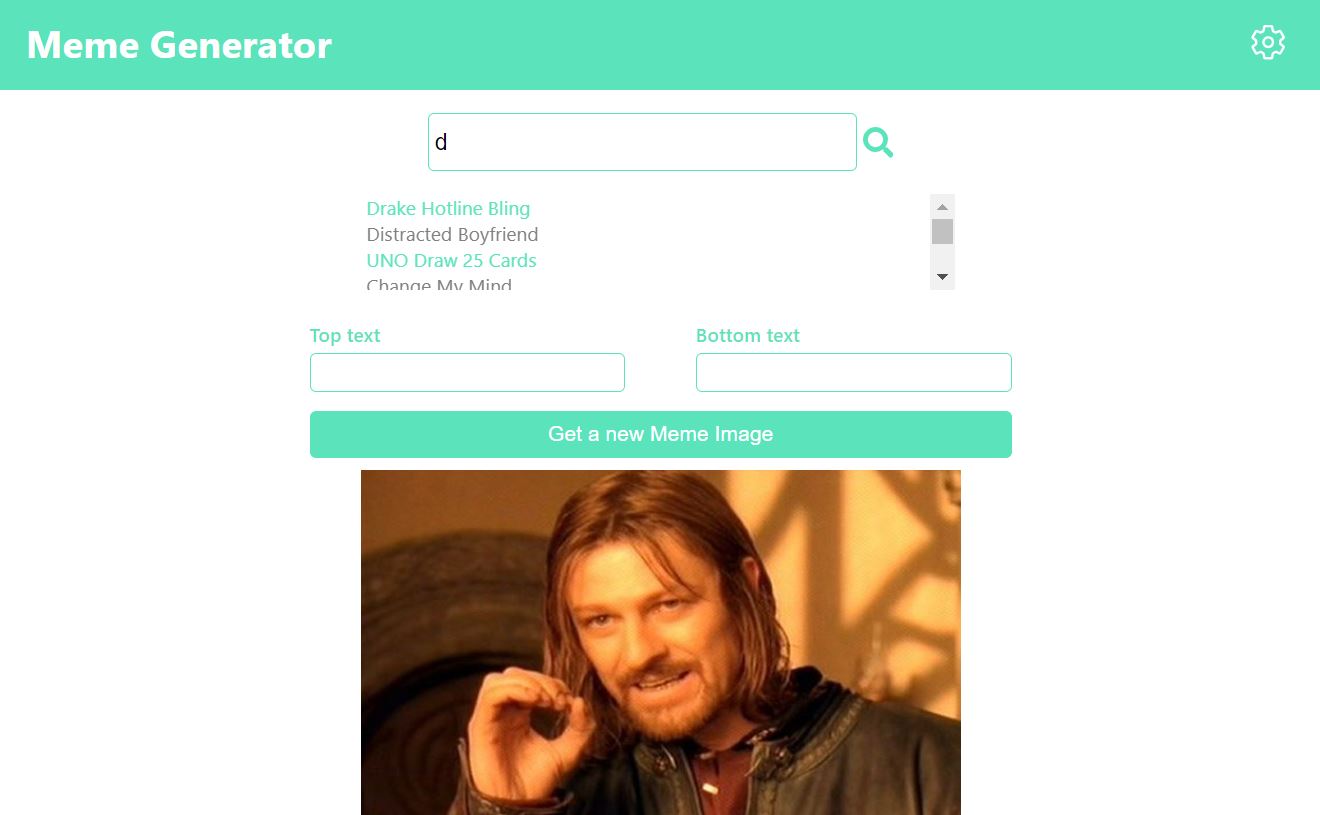 Meme Generator
d
Drake Hotline Bling
Distracted Boyfriend
UNO Draw 25 Cards
Change My Mind
Top text
Bottom text
Get a new Meme Image